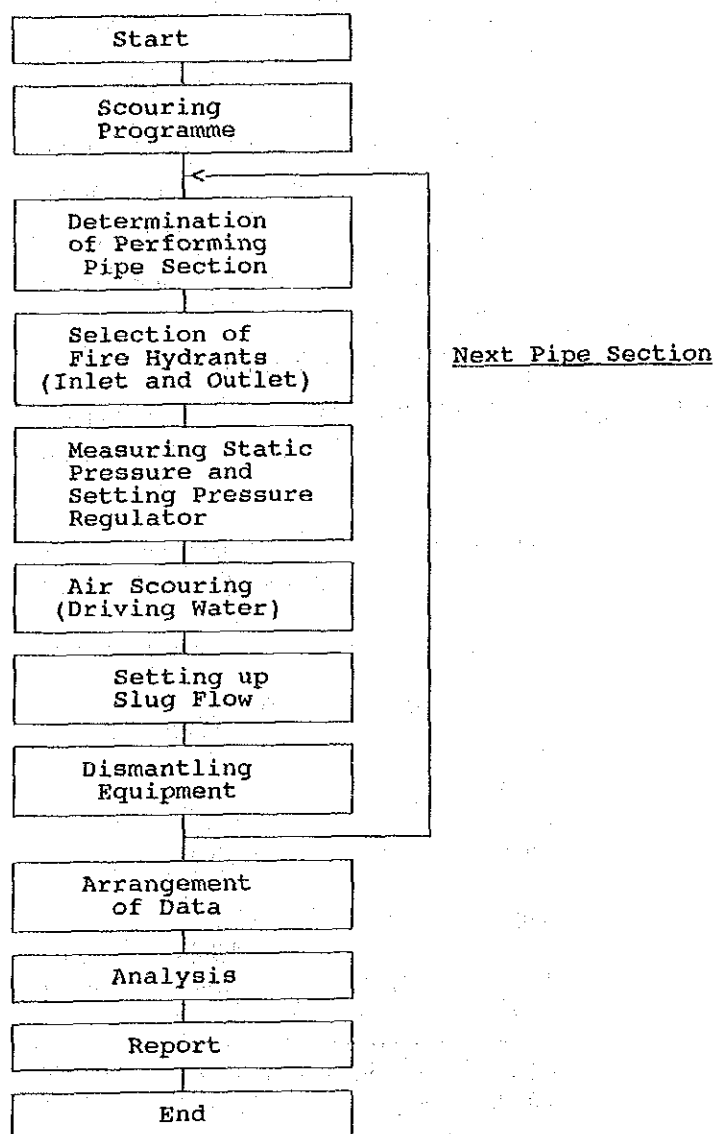 Start
Scouring
Programme
Determination
of Performing
Pipe Section
Selection of
Fire Hydrants
(Inlet and Outlet)
Next Pipe Section
Measuring Static
Pressure and
Setting Pressure
Regulator
Air Scouring
(Driving Water)
Setting up
Slug Flow
Dismantling
Equipment
Arrangement
of Data
Analysis
Report
End